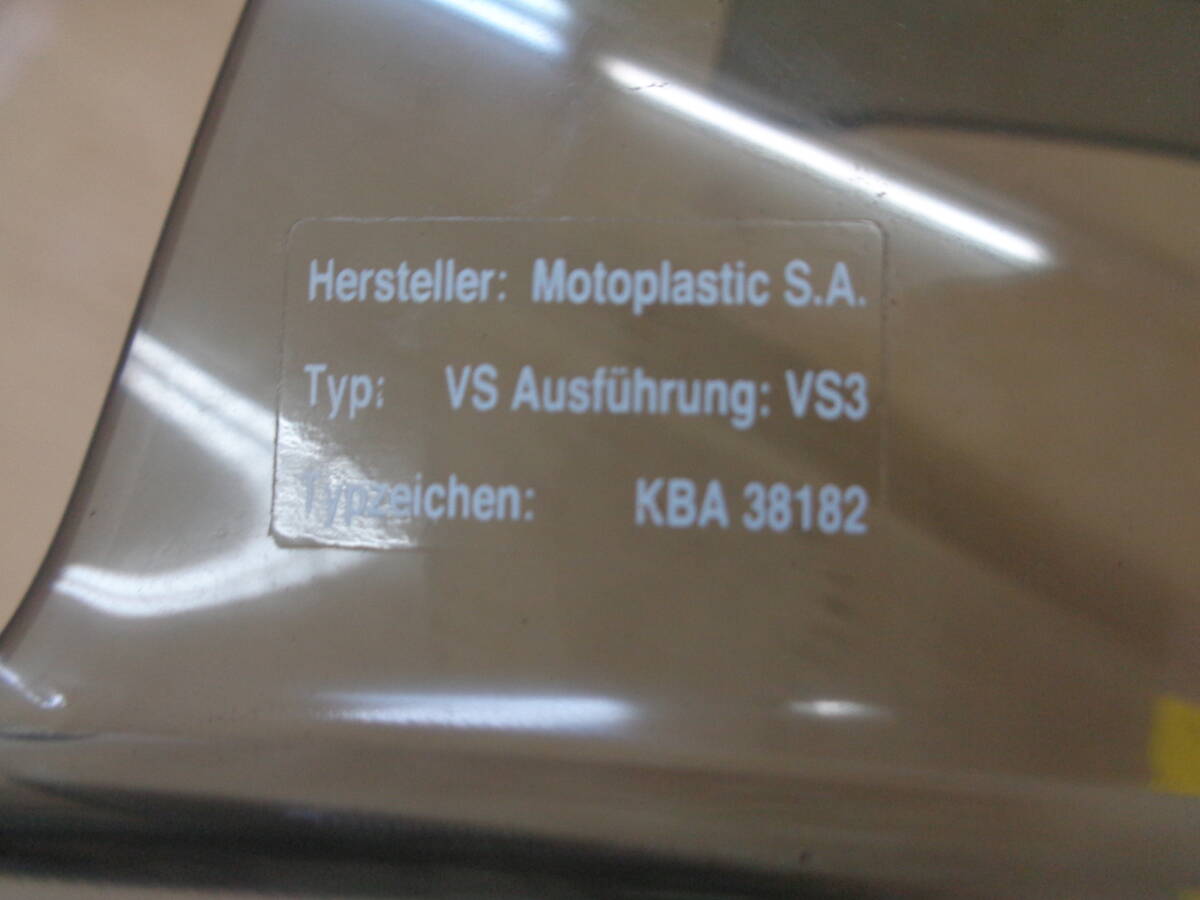 Hersteller: Motoplastic S.A.
Typ: VS Ausführung: VS3
Typzeichen: KBA 38182